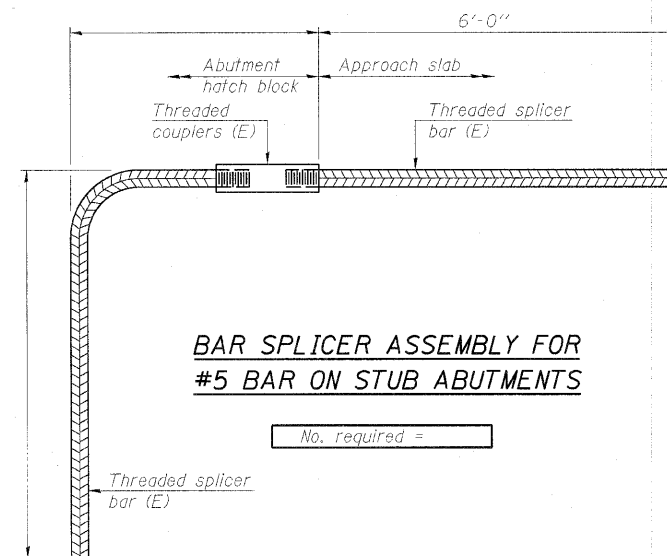 6'-0"
Abutment
hatch block
Approach slab
Threaded
couplers (E)
Threaded splicer
bar (E)
BAR SPLICER ASSEMBLY FOR
#5 BAR ON STUB ABUTMENTS
No. required =
Threaded splicer
bar (E)